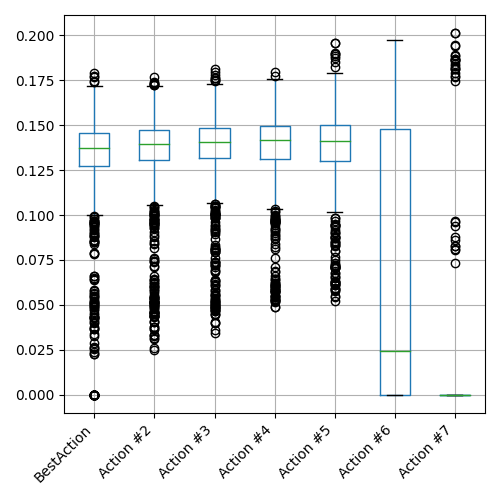 0.200
0.175
0.150
0.125
0.100
0.075
0.050
0.025
0.000
BestAction
Action #2
Action #3
Action #4
Action #5
Action #6
Action #7